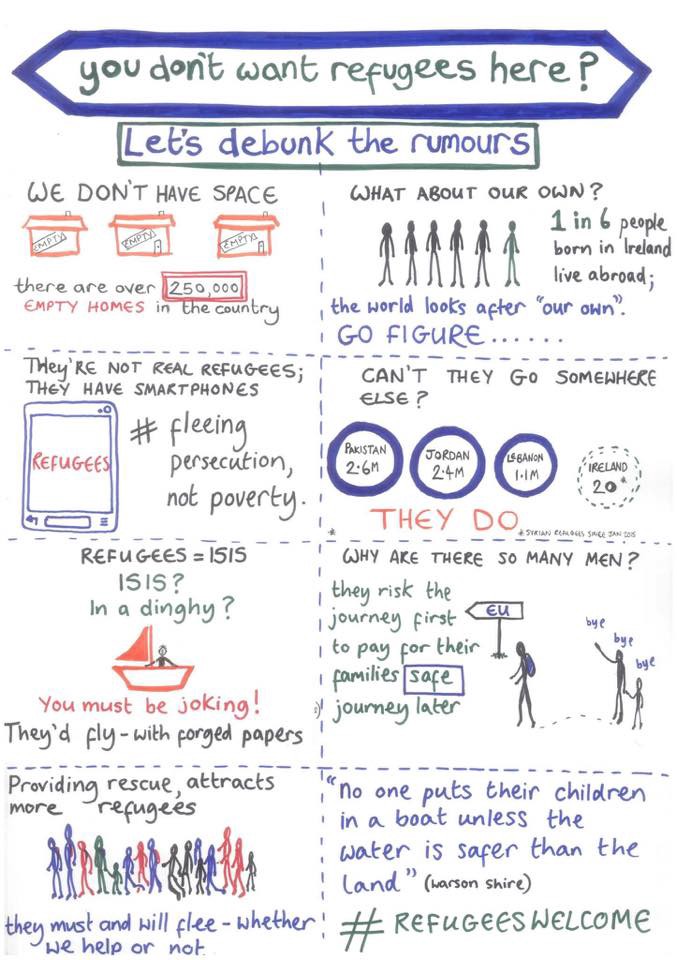 you don't want refugees here?
Let's debunk the rumours
WE DON'T HAVE SPACE
EMPTY
EMPTY
EMPTY
there are over 250,000
EMPTY HOMES in the country
WHAT ABOUT OUR OWN?
1 in 6 people
born in Ireland
live abroad;
the world looks after "our own".
GO FIGURE......
THEY'RE NOT REAL REFUGEES;
THEY HAVE SMARTPHONES
REFUGEES
# fleeing
persecution,
not poverty.
CAN'T THEY GO SOMEWHERE
ELSE?
PAKISTAN
2.6M
JORDAN
2.4M
LEBANON
1.1M
IRELAND
20*
THEY DO
* SYRIAN REFUGEES SINCE JAN 2015
REFUGEES = ISIS
ISIS?
In a dinghy?
You must be joking!
They'd fly - with forged papers
WHY ARE THERE SO MANY MEN?
they risk the
journey first
to pay for their
families safe
journey later
EU
bye
bye
bye
Providing rescue, attracts
more refugees
they must and will flee - whether
we help or not.
"No one puts their children
in a boat unless the
water is safer than the
land" (warson shire)
# REFUGEESWELCOME